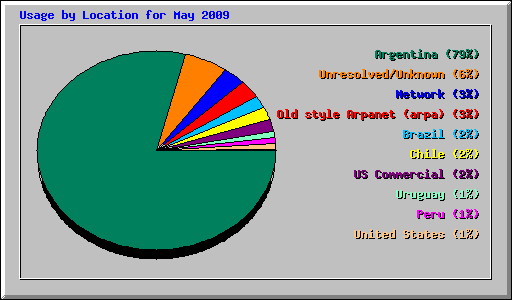 Usage by Location for May 2009
Argentina (79%)
Unresolved/Unknown (6%)
Network (3%)
Old style Arpanet (arpa) (3%)
Brazil (2%)
Chile (2%)
US Commercial (2%)
Uruguay (1%)
Peru (1%)
United States (1%)